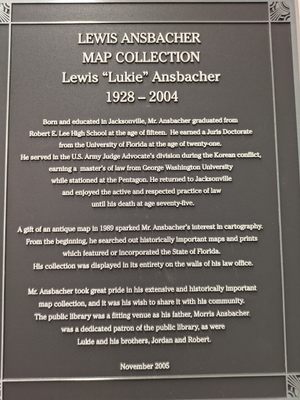 LEWIS ANSBACHER
MAP COLLECTION
Lewis “Lukie” Ansbacher
1928 – 2004
Born and educated in Jacksonville, Mr. Ansbacher graduated from
Robert E. Lee High School at the age of fifteen. He earned a Juris Doctorate
from the University of Florida at the age of twenty-one.
He served in the U.S. Army Judge Advocate’s division during the Korean conflict,
earning a master’s of law from George Washington University
while stationed at the Pentagon. He returned to Jacksonville
and enjoyed the active and respected practice of law
until his death at age seventy-five.
A gift of an antique map in 1989 sparked Mr. Ansbacher’s interest in cartography.
From the beginning, he searched out historically important maps and prints
which featured or incorporated the State of Florida.
His collection was displayed in its entirety on the walls of his law office.
Mr. Ansbacher took great pride in his extensive and historically important
map collection, and it was his wish to share it with his community.
The public library was a fitting venue as his father, Morris Ansbacher
was a dedicated patron of the public library, as were
Lukie and his brothers, Jordan and Robert.
November 2005